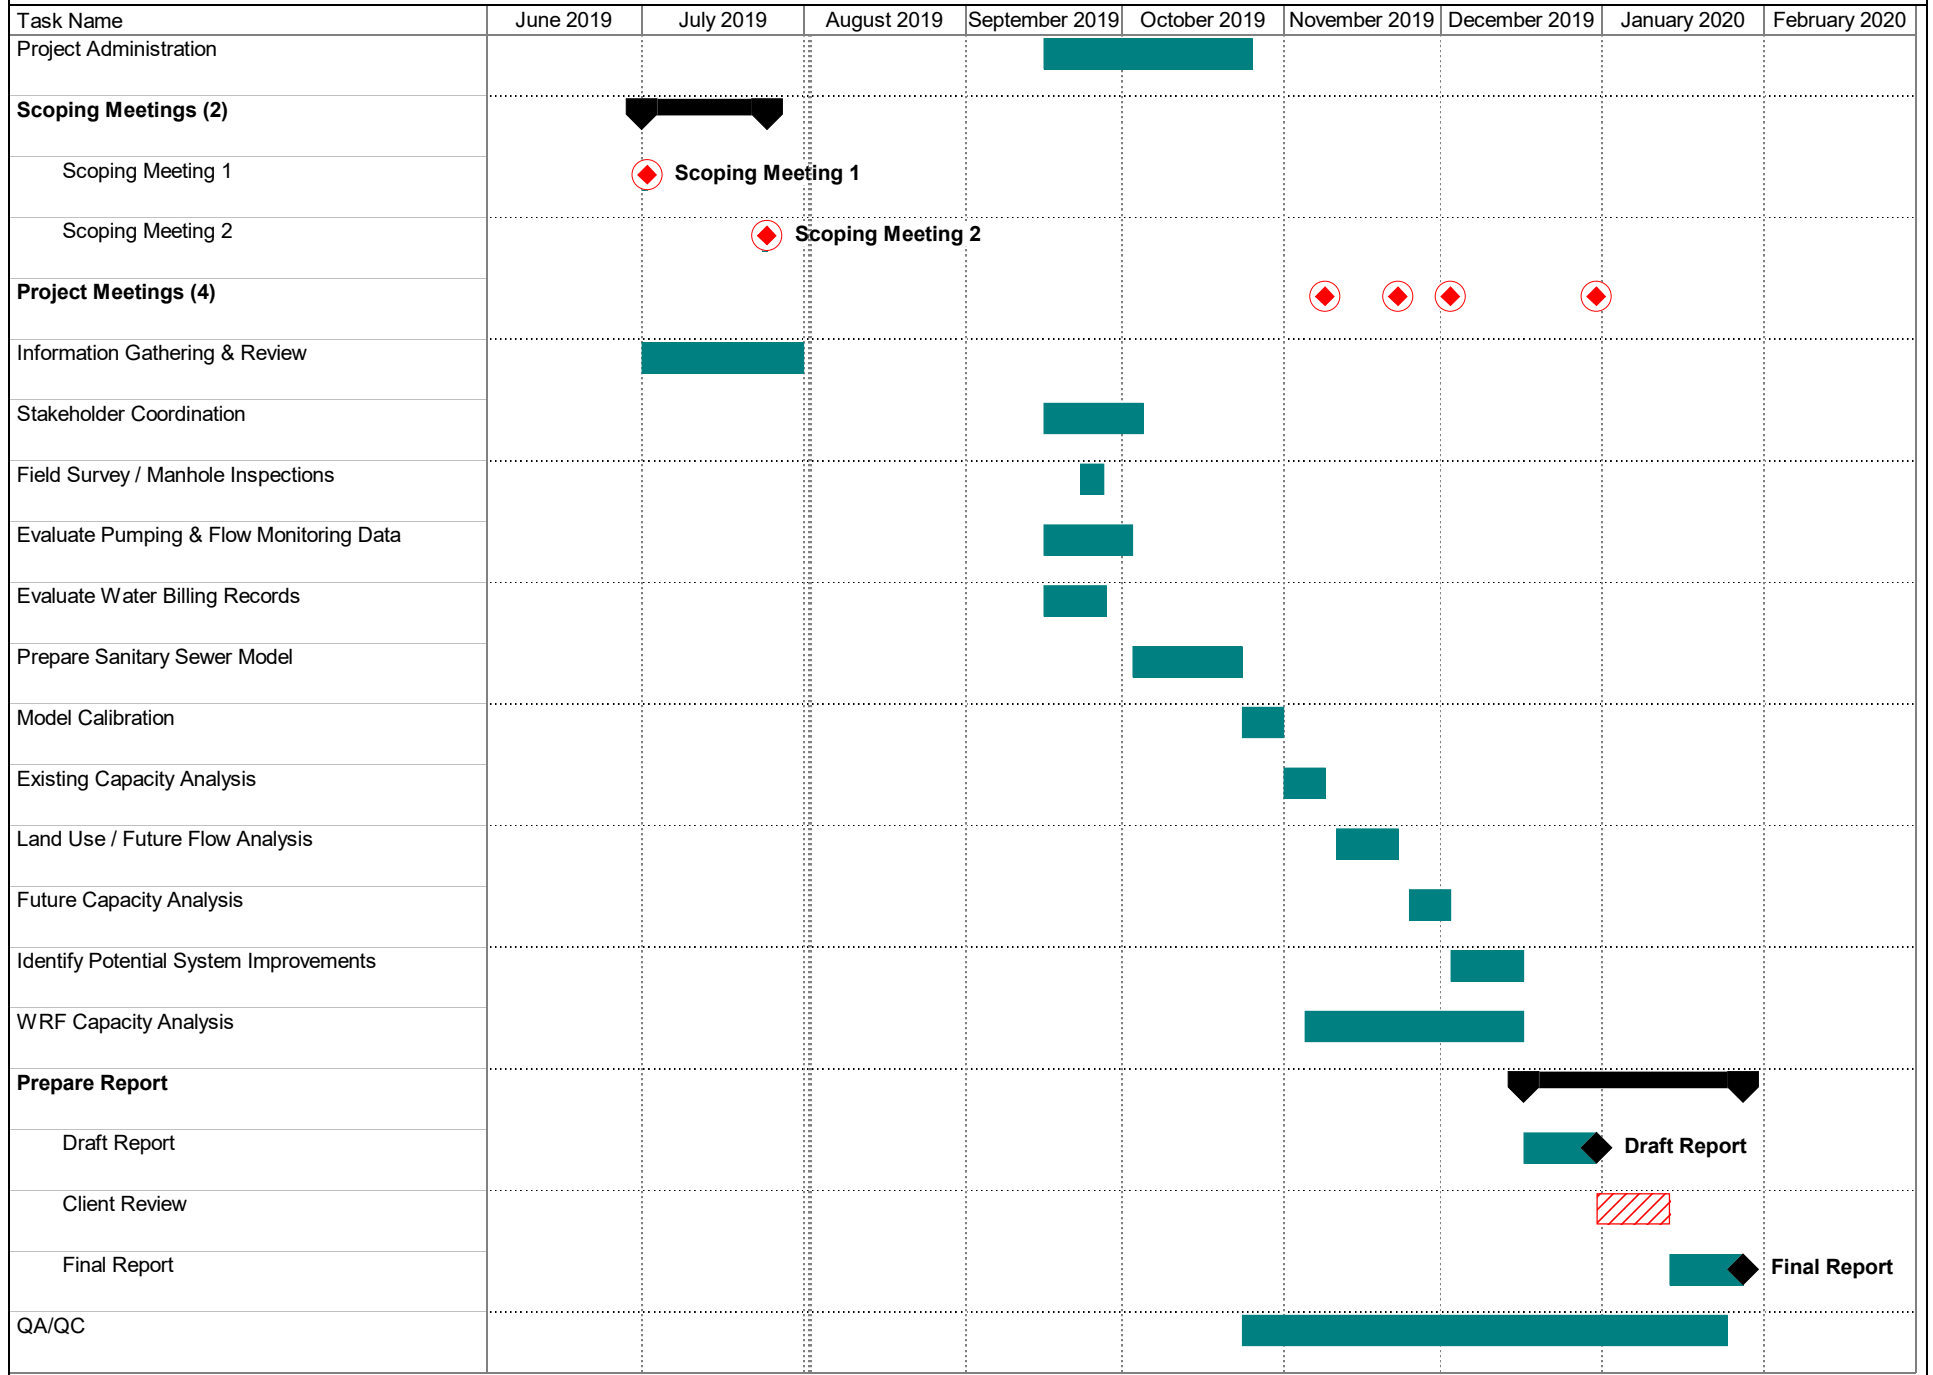 Task Name June 2019 July 2019 August 2019 September 2019 October 2019 November 2019 December 2019 January 2020 February 2020
Project Administration
Scoping Meetings (2)
Scoping Meeting 1 Scoping Meeting 1
Scoping Meeting 2 Scoping Meeting 2
Project Meetings (4)
Information Gathering & Review
Stakeholder Coordination
Field Survey / Manhole Inspections
Evaluate Pumping & Flow Monitoring Data
Evaluate Water Billing Records
Prepare Sanitary Sewer Model
Model Calibration
Existing Capacity Analysis
Land Use / Future Flow Analysis
Future Capacity Analysis
Identify Potential System Improvements
WRF Capacity Analysis
Prepare Report
Draft Report Draft Report
Client Review
Final Report Final Report
QA/QC